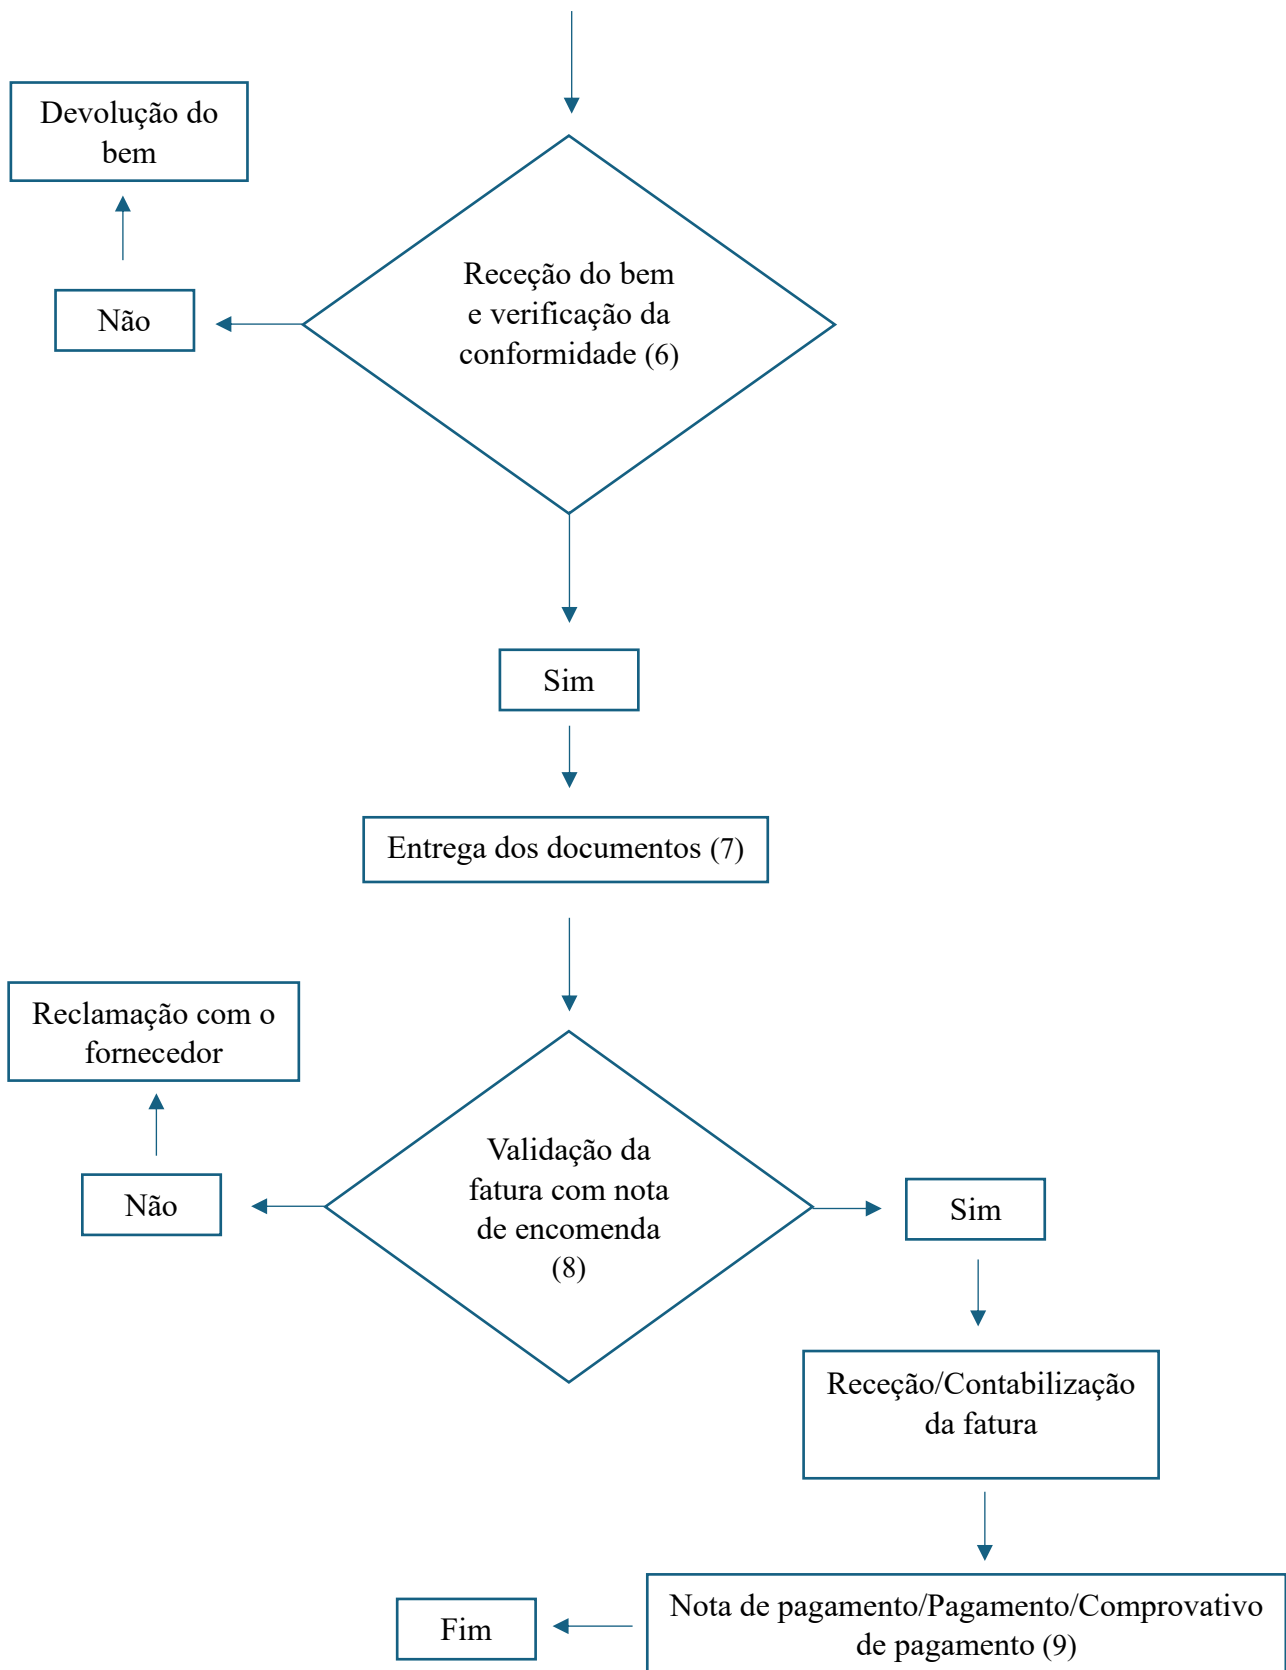 Devolução do
bem
Receção do bem
e verificação da
conformidade (6)
Não
Sim
Entrega dos documentos (7)
Reclamação com o
fornecedor
Validação da
fatura com nota
de encomenda
(8)
Não
Sim
Receção/Contabilização
da fatura
Nota de pagamento/Pagamento/Comprovativo
de pagamento (9)
Fim